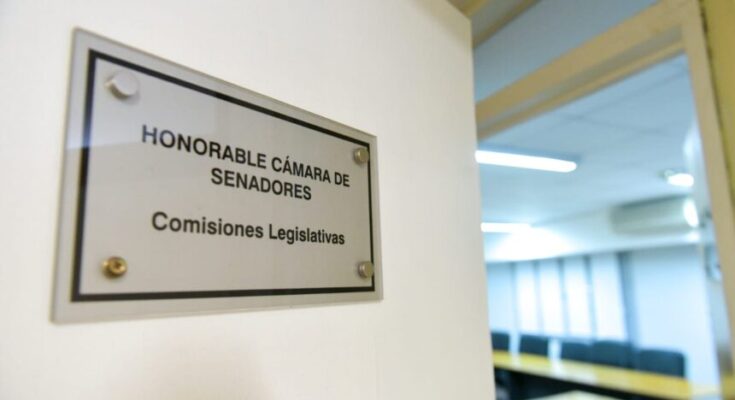 HONORABLE CÁMARA DE
SENADORES
Comisiones Legislativas